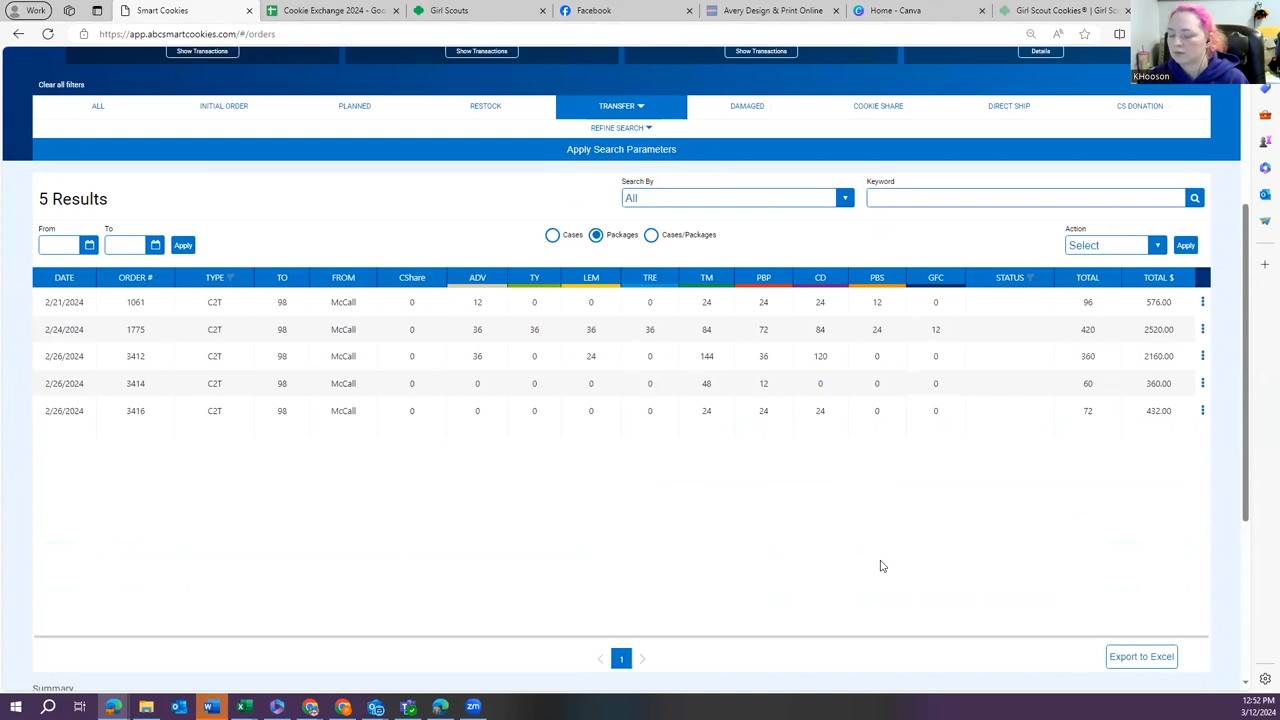 Work
Smart Cookies
Cookie Exchange 2024 - Goo
Girl Scouts
Facebook
Avery Design & Print Online
Home - Canva
Girl Scout Cookies® | Girl Sc
https://app.abcsmartcookies.com/#/orders
KHooson
Show Transactions Show Transactions Show Transactions Details
Clear all filters
ALL INITIAL ORDER PLANNED RESTOCK TRANSFER DAMAGED COOKIE SHARE DIRECT SHIP CS DONATION
REFINE SEARCH
Apply Search Parameters
Search By Keyword
5 Results All
From To Cases Packages Cases/Packages Action
Apply Select Apply
DATE ORDER # TYPE TO FROM CShare ADV TY LEM TRE TM PBP CD PBS GFC STATUS TOTAL TOTAL $
2/21/2024 1061 C2T 98 McCall 0 12 0 0 0 24 24 24 12 0 96 576.00
2/24/2024 1775 C2T 98 McCall 0 36 36 36 36 84 72 84 24 12 420 2520.00
2/26/2024 3412 C2T 98 McCall 0 36 0 24 0 144 36 120 0 0 360 2160.00
2/26/2024 3414 C2T 98 McCall 0 0 0 0 0 48 12 0 0 0 60 360.00
2/26/2024 3416 C2T 98 McCall 0 0 0 0 0 24 24 24 0 0 72 432.00
1
Export to Excel
Summary
12:52 PM
3/12/2024